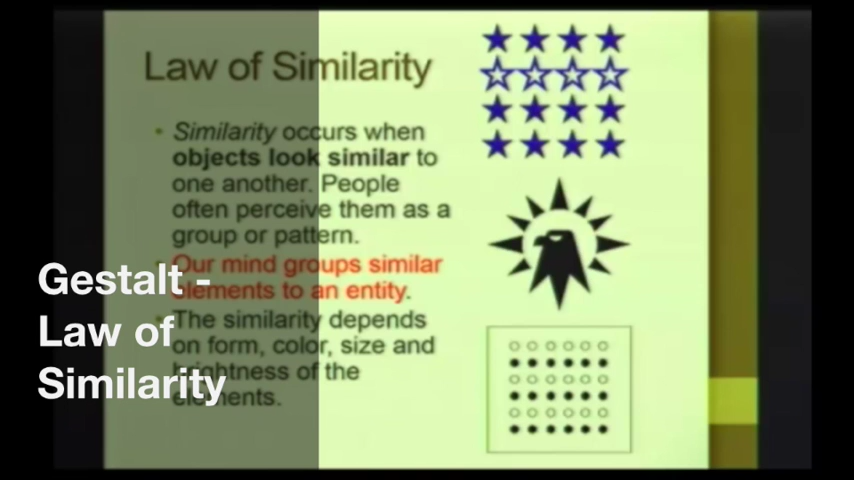 Law of Similarity
• Similarity occurs when
objects look similar to
one another. People
often perceive them as a
group or pattern.
• Our mind groups similar
elements to an entity.
• The similarity depends
on form, color, size and
brightness of the
elements.
Gestalt -
Law of
Similarity